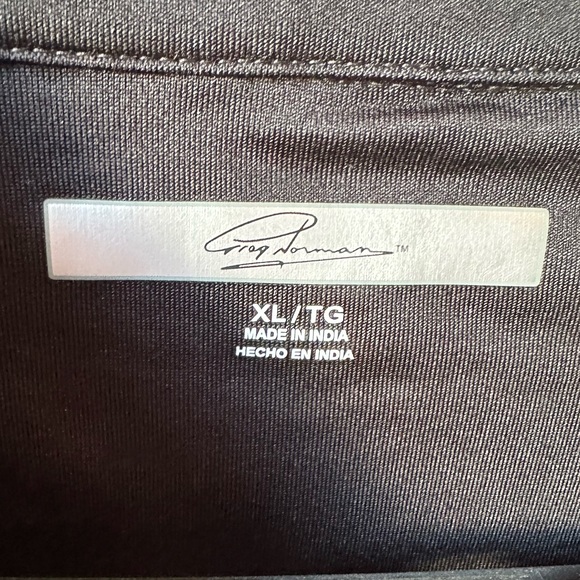 Greg Norman™
XL/TG
MADE IN INDIA
HECHO EN INDIA